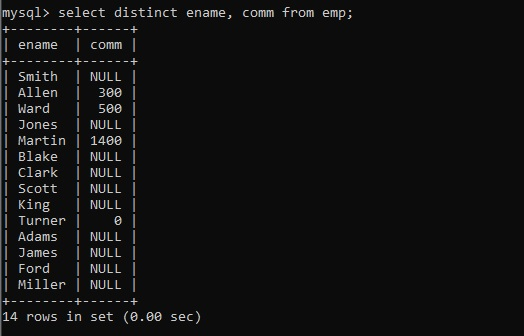 mysql> select distinct ename, comm from emp;
+--------+------+
| ename  | comm |
+--------+------+
| Smith  | NULL |
| Allen  |  300 |
| Ward   |  500 |
| Jones  | NULL |
| Martin | 1400 |
| Blake  | NULL |
| Clark  | NULL |
| Scott  | NULL |
| King   | NULL |
| Turner |    0 |
| Adams  | NULL |
| James  | NULL |
| Ford   | NULL |
| Miller | NULL |
+--------+------+
14 rows in set (0.00 sec)